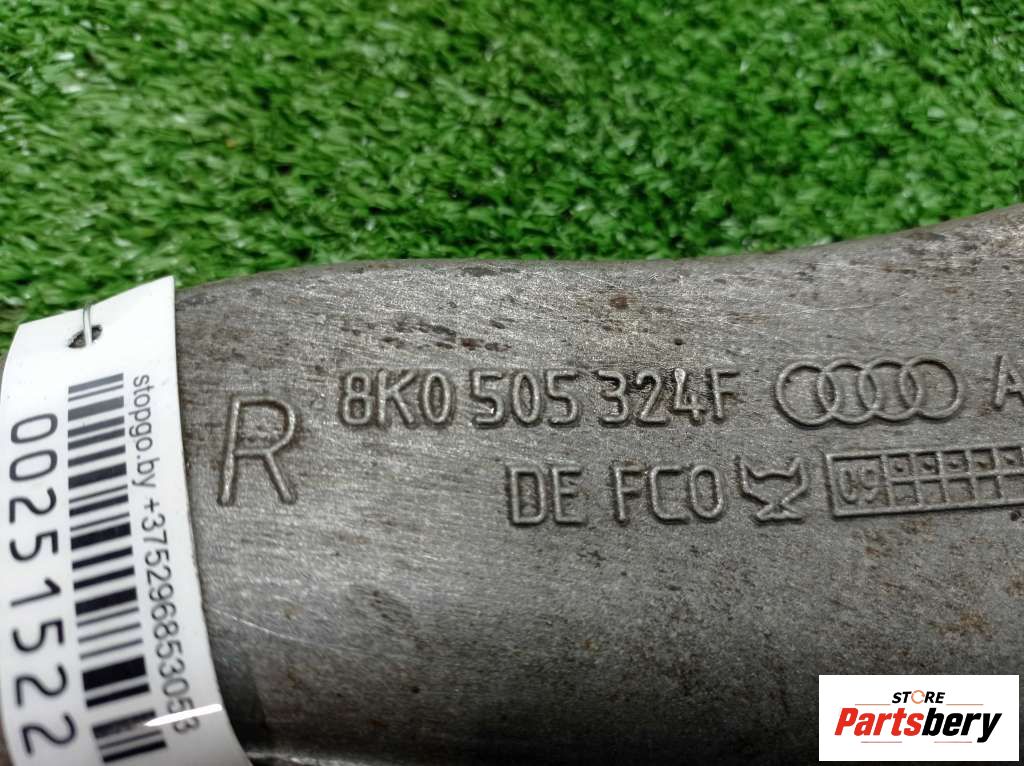 stopgo.by +375296853053
00251522
R
8K0 505 324F A
DE FCO 09
STORE
Partsbery